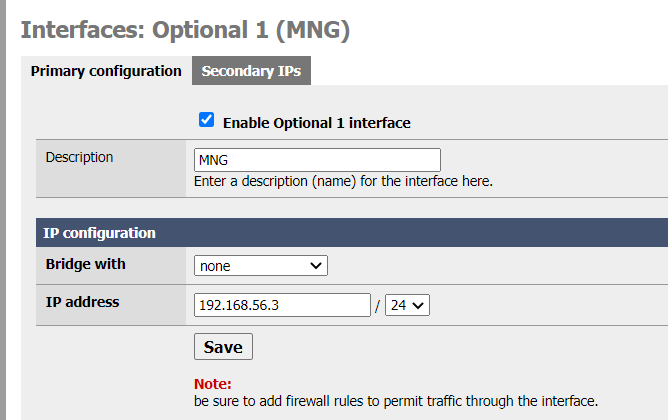 Interfaces: Optional 1 (MNG)
Primary configuration Secondary IPs
Enable Optional 1 interface
Description MNG
Enter a description (name) for the interface here.
IP configuration
Bridge with none
IP address 192.168.56.3 / 24
Save
Note:
be sure to add firewall rules to permit traffic through the interface.